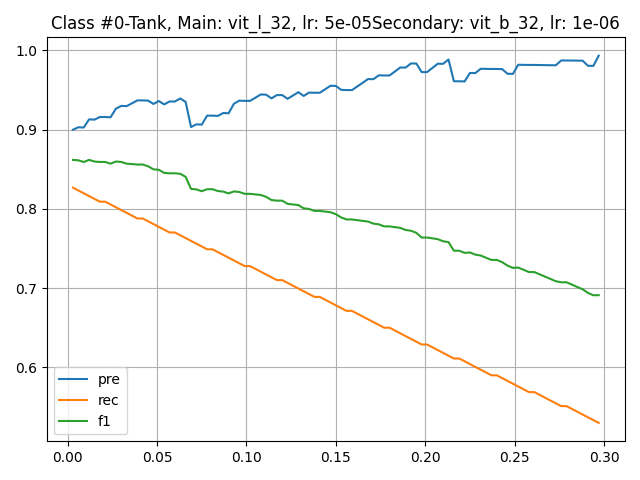 Class #0-Tank, Main: vit_l_32, lr: 5e-05Secondary: vit_b_32, lr: 1e-06
1.0
0.9
0.8
0.7
0.6
pre
rec
f1
0.00 0.05 0.10 0.15 0.20 0.25 0.30